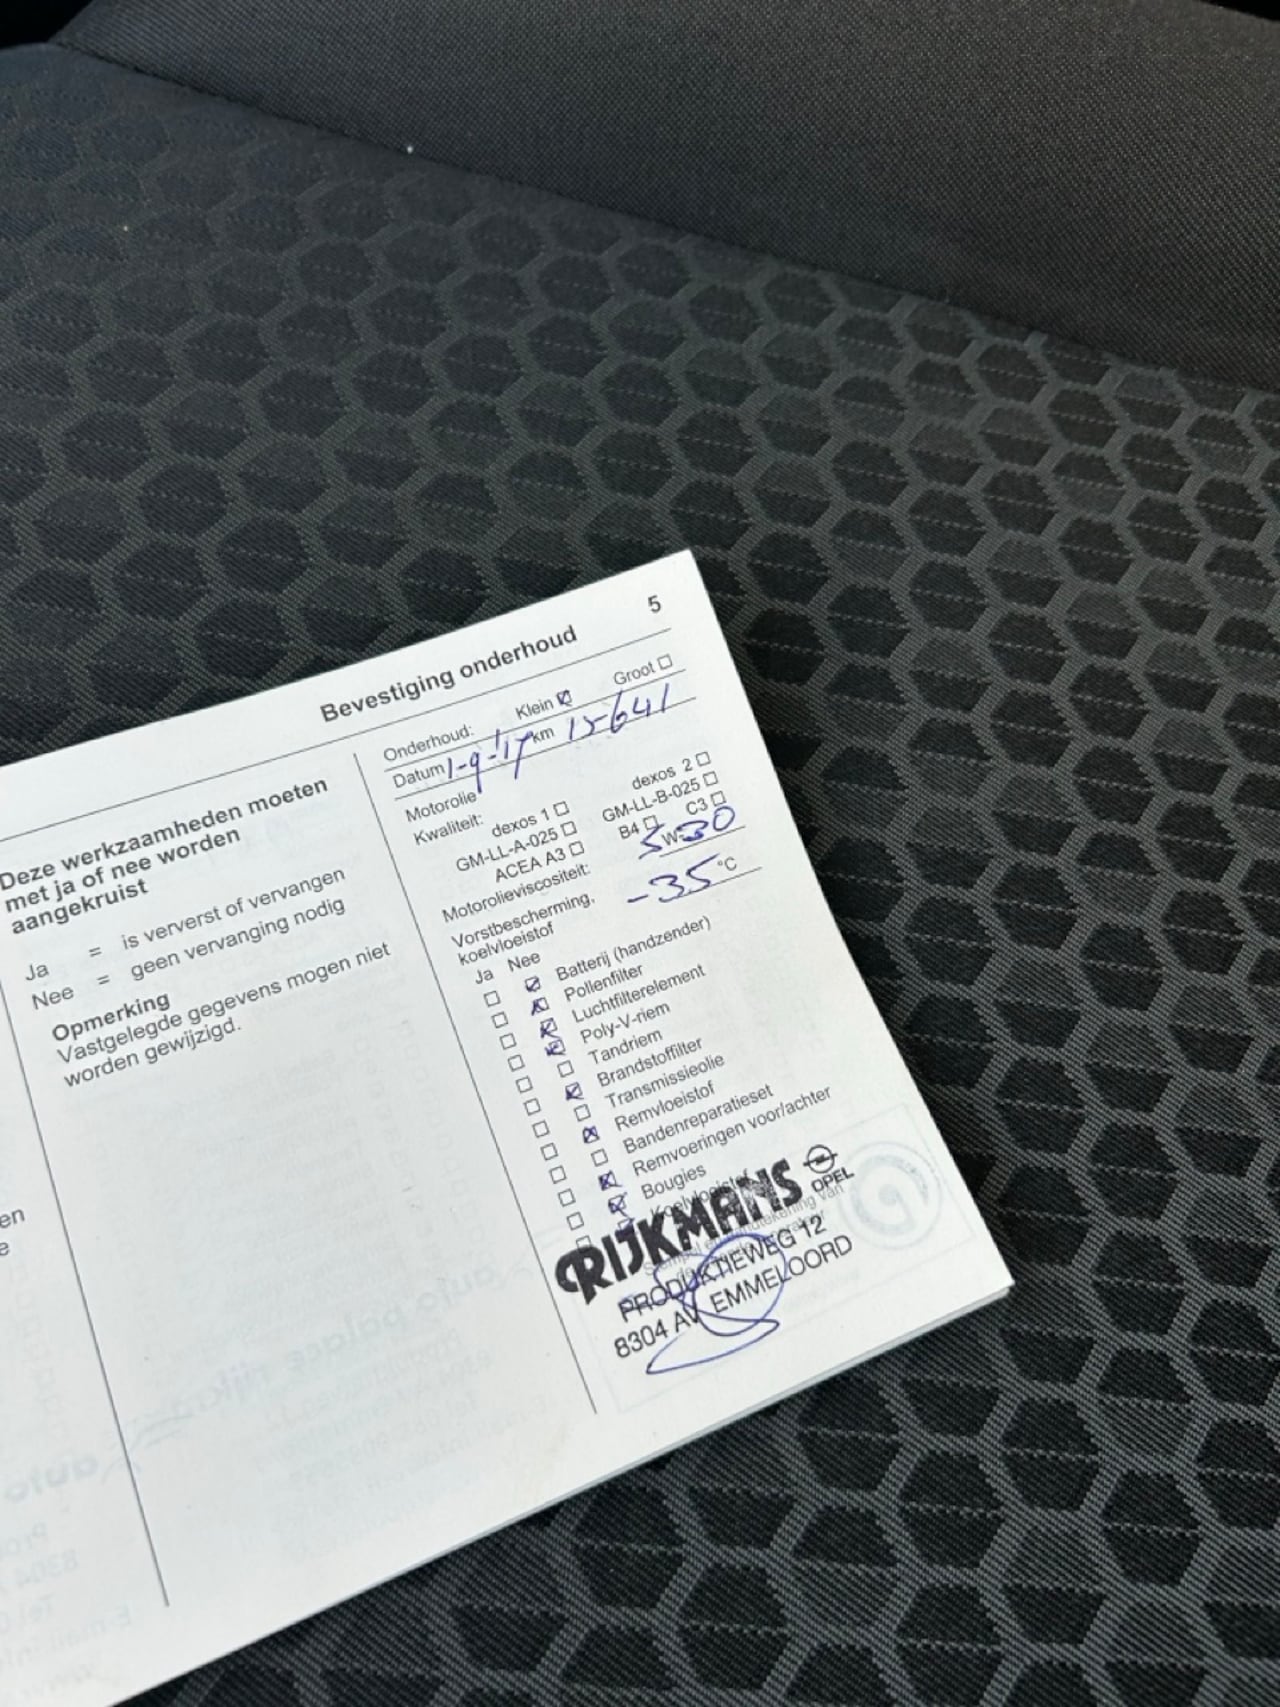 5
Bevestiging onderhoud
Deze werkzaamheden moeten
met ja of nee worden
aangekruist
Ja = is ververst of vervangen
Nee = geen vervanging nodig
Opmerking
Vastgelegde gegevens mogen niet
worden gewijzigd.
Onderhoud: Klein Groot
Datum 1-9-'17 km 15641
Motorolie
Kwaliteit: dexos 1 dexos 2
GM-LL-A-025 GM-LL-B-025
ACEA A3 B4 C3
Motorolieviscositeit: 5W-30
Vorstbescherming,
koelvloeistof -35 °C
Ja Nee
Batterij (handzender)
Pollenfilter
Luchtfilterelement
Poly-V-riem
Tandriem
Brandstoffilter
Transmissieolie
Remvloeistof
Bandenreparatieset
Remvoeringen voor/achter
Bougies
Koelvloeistof
RIJKMANS OPEL
PRODUKTIEWEG 12
8304 AV EMMELOORD